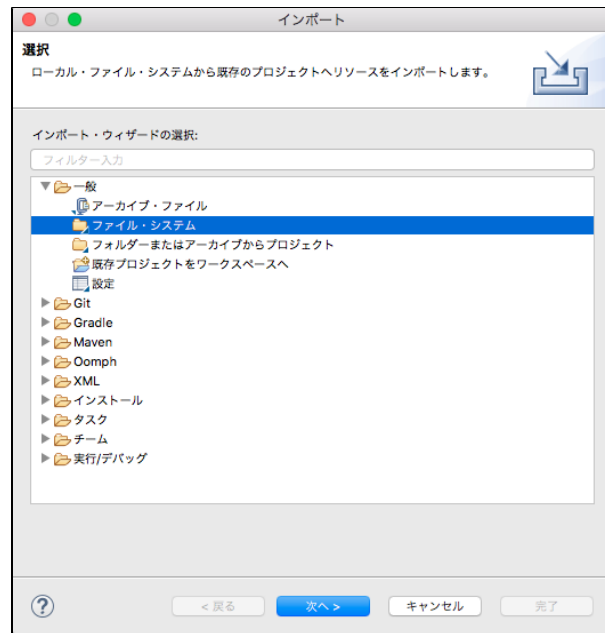 インポート
選択
ローカル・ファイル・システムから既存のプロジェクトへリソースをインポートします。
インポート・ウィザードの選択:
フィルター入力
一般
アーカイブ・ファイル
ファイル・システム
フォルダーまたはアーカイブからプロジェクト
既存プロジェクトをワークスペースへ
設定
Git
Gradle
Maven
Oomph
XML
インストール
タスク
チーム
実行/デバッグ
?
< 戻る 次へ > キャンセル 完了